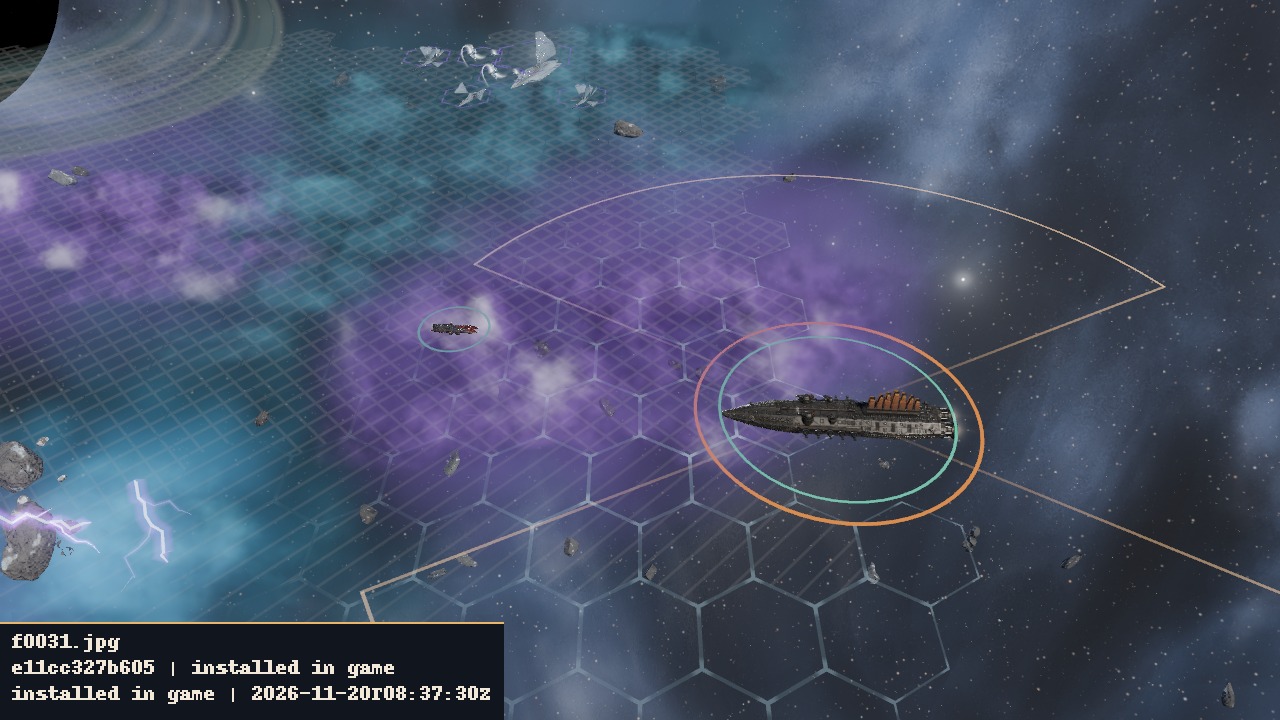 f0031.jpg
e11cc327b605 | installed in game
installed in game | 2026-11-20T08:37:30Z